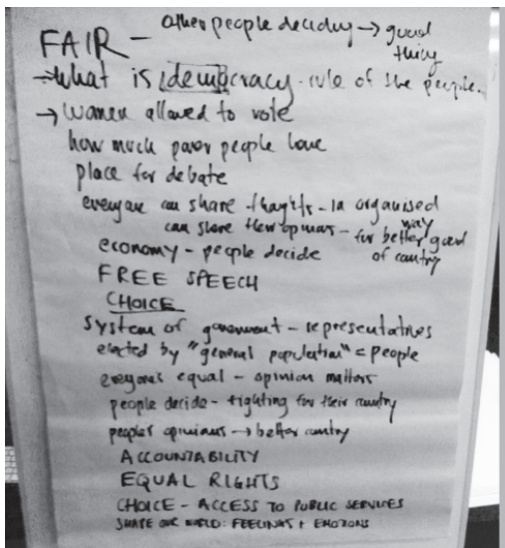 FAIR - other people deciding → good thing
→ What is democracy - rule of the people.
→ Women allowed to vote
how much power people have
place for debate
everyone can share thoughts - in organised way
can share their opinions - for better good of country
economy - people decide
FREE SPEECH
CHOICE
System of government - representatives
elected by "general population" = people
everyone's equal - opinion matters
people decide - fighting for their country
people's opinions → better country
ACCOUNTABILITY
EQUAL RIGHTS
CHOICE - ACCESS TO PUBLIC SERVICES
SHARE OUR WORLD: FEELINGS + EMOTIONS